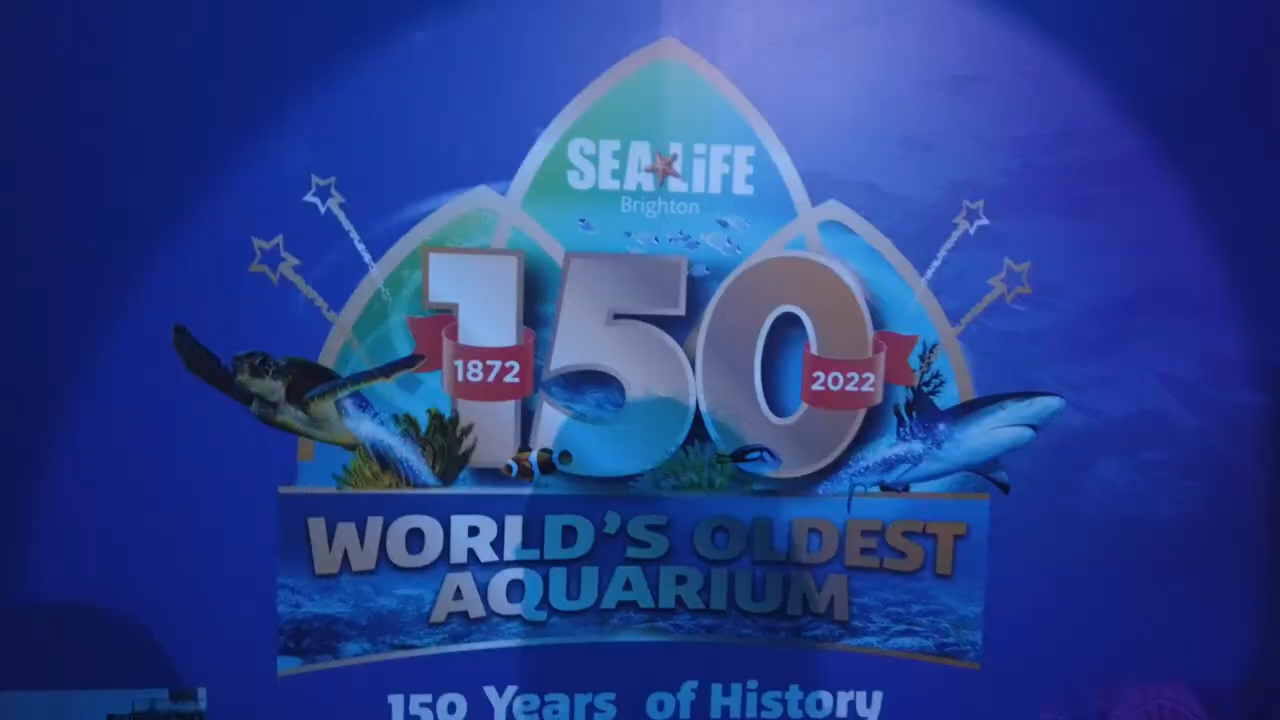 SEA LiFE
Brighton
150
1872
2022
WORLD'S OLDEST
AQUARIUM
150 Years of History